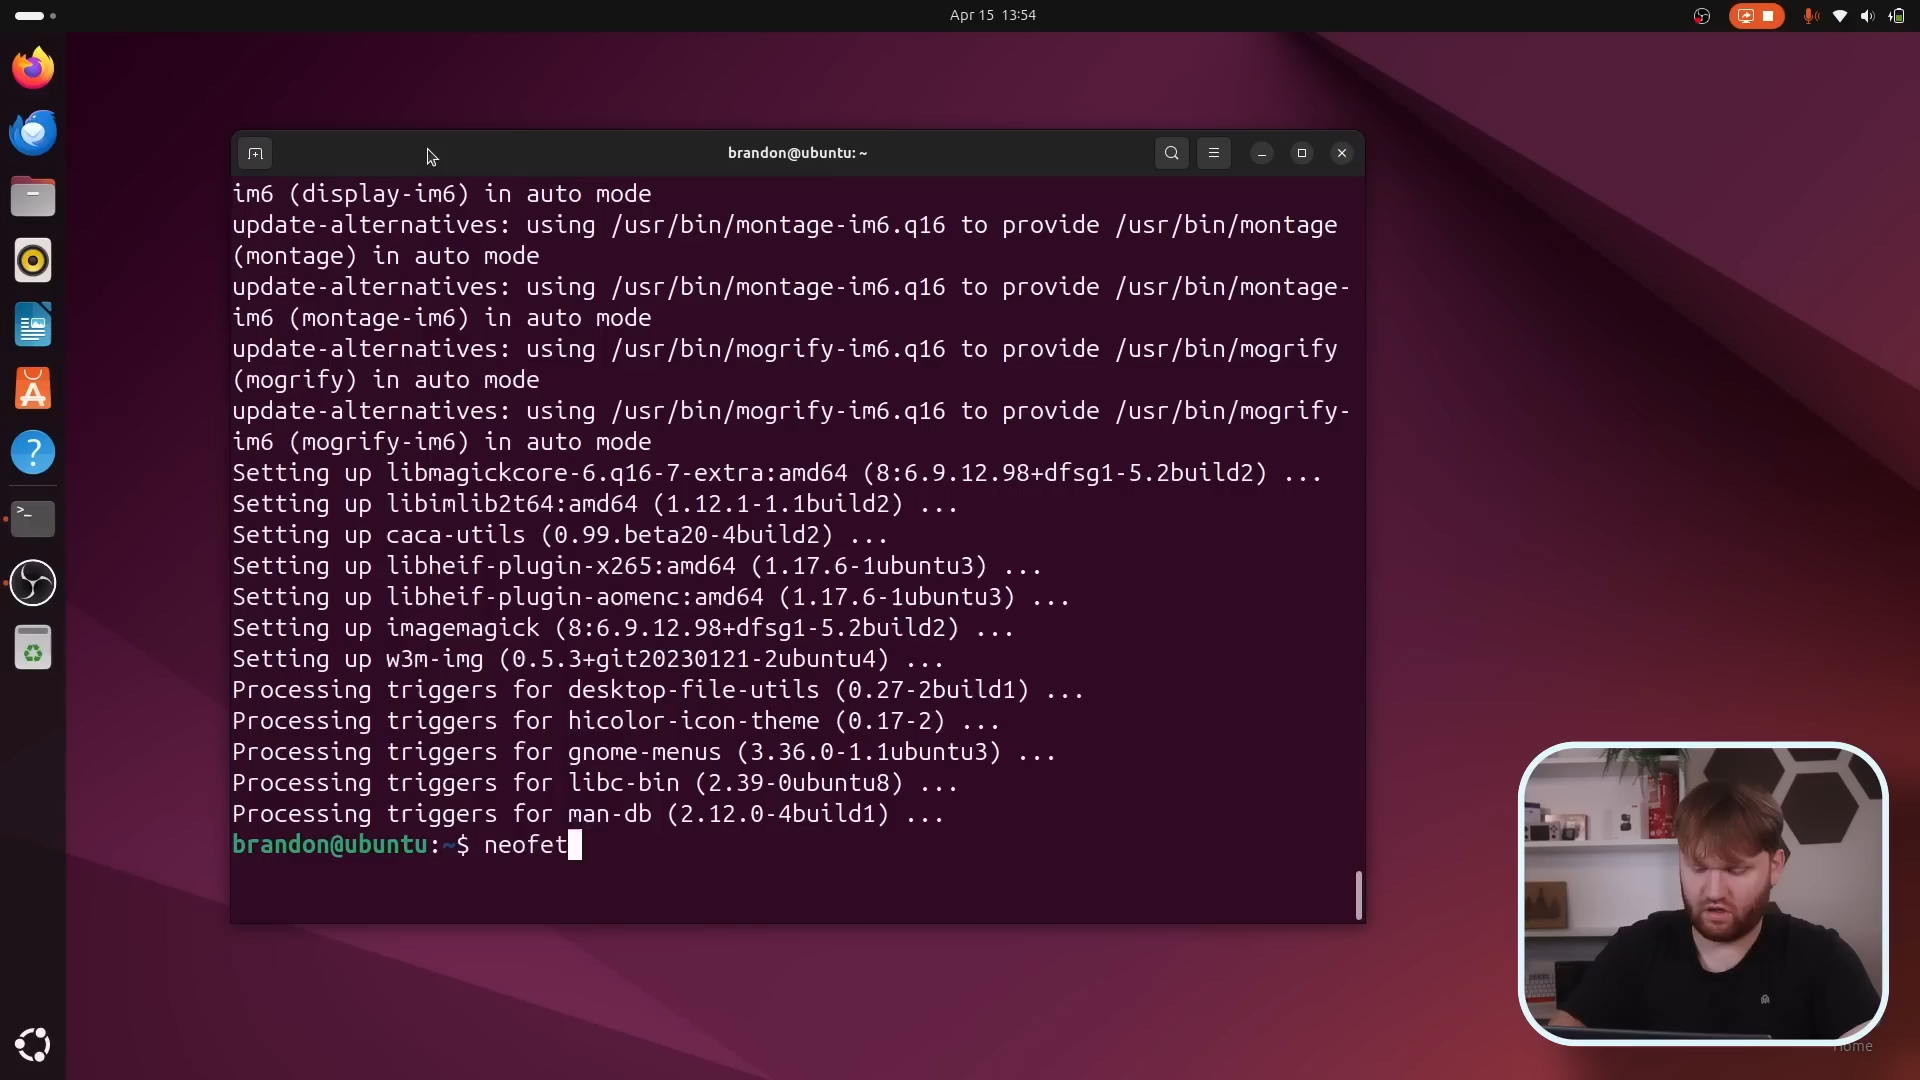 Apr 15 13:54
brandon@ubuntu: ~
im6 (display-im6) in auto mode
update-alternatives: using /usr/bin/montage-im6.q16 to provide /usr/bin/montage
(montage) in auto mode
update-alternatives: using /usr/bin/montage-im6.q16 to provide /usr/bin/montage-
im6 (montage-im6) in auto mode
update-alternatives: using /usr/bin/mogrify-im6.q16 to provide /usr/bin/mogrify
(mogrify) in auto mode
update-alternatives: using /usr/bin/mogrify-im6.q16 to provide /usr/bin/mogrify-
im6 (mogrify-im6) in auto mode
Setting up libmagickcore-6.q16-7-extra:amd64 (8:6.9.12.98+dfsg1-5.2build2) ...
Setting up libimlib2t64:amd64 (1.12.1-1.1build2) ...
Setting up caca-utils (0.99.beta20-4build2) ...
Setting up libheif-plugin-x265:amd64 (1.17.6-1ubuntu3) ...
Setting up libheif-plugin-aomenc:amd64 (1.17.6-1ubuntu3) ...
Setting up imagemagick (8:6.9.12.98+dfsg1-5.2build2) ...
Setting up w3m-img (0.5.3+git20230121-2ubuntu4) ...
Processing triggers for desktop-file-utils (0.27-2build1) ...
Processing triggers for hicolor-icon-theme (0.17-2) ...
Processing triggers for gnome-menus (3.36.0-1.1ubuntu3) ...
Processing triggers for libc-bin (2.39-0ubuntu8) ...
Processing triggers for man-db (2.12.0-4build1) ...
brandon@ubuntu:~$ neofet
Home